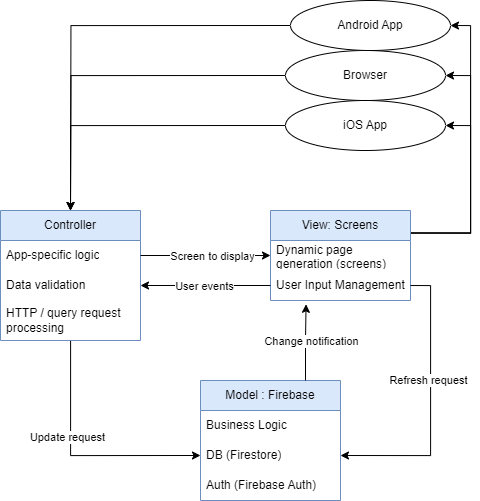 Android App
Browser
iOS App
Controller
App-specific logic
Data validation
HTTP / query request
processing
Screen to display
User events
View: Screens
Dynamic page
generation (screens)
User Input Management
Change notification
Refresh request
Update request
Model : Firebase
Business Logic
DB (Firestore)
Auth (Firebase Auth)